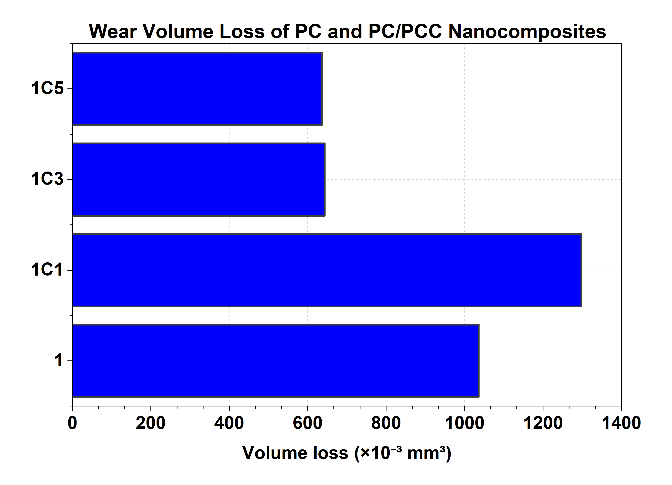 Wear Volume Loss of PC and PC/PCC Nanocomposites
1C5
1C3
1C1
1
0 200 400 600 800 1000 1200 1400
Volume loss (×10⁻³ mm³)